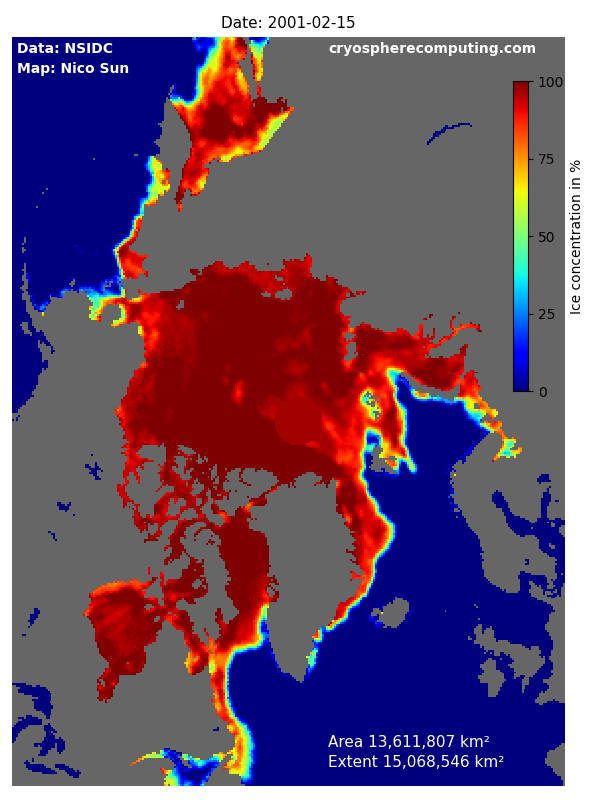 Date: 2001-02-15
Data: NSIDC
Map: Nico Sun
cryospherecomputing.com
100
75
50
25
0
Ice concentration in %
Area 13,611,807 km²
Extent 15,068,546 km²